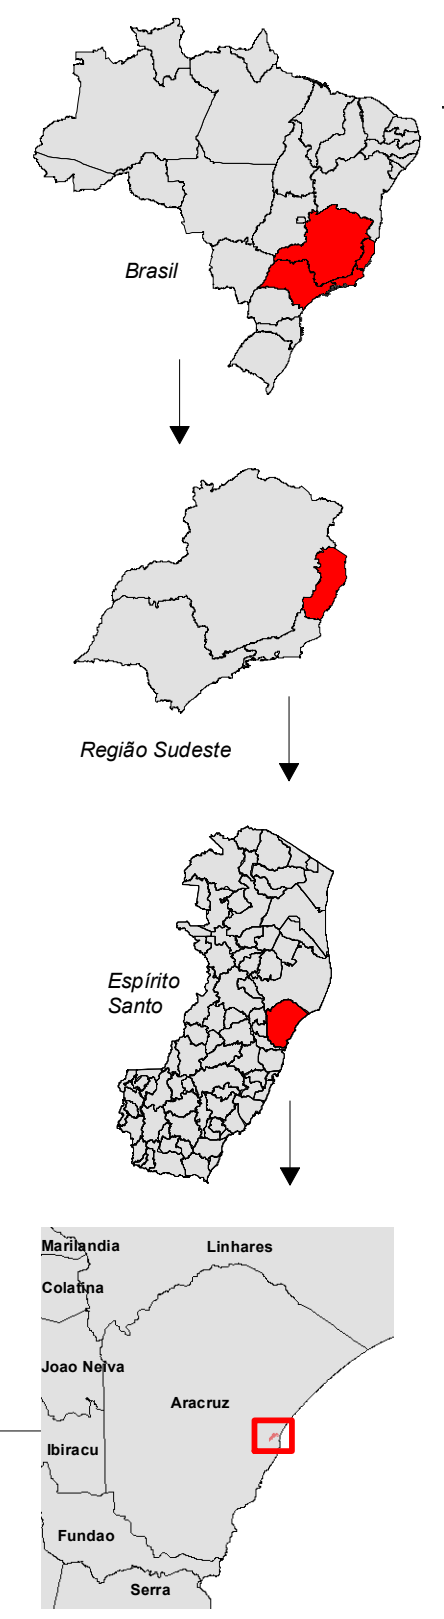 Brasil
Região Sudeste
Espírito
Santo
Marilandia
Linhares
Colatina
Joao Neiva
Aracruz
Ibiracu
Fundao
Serra